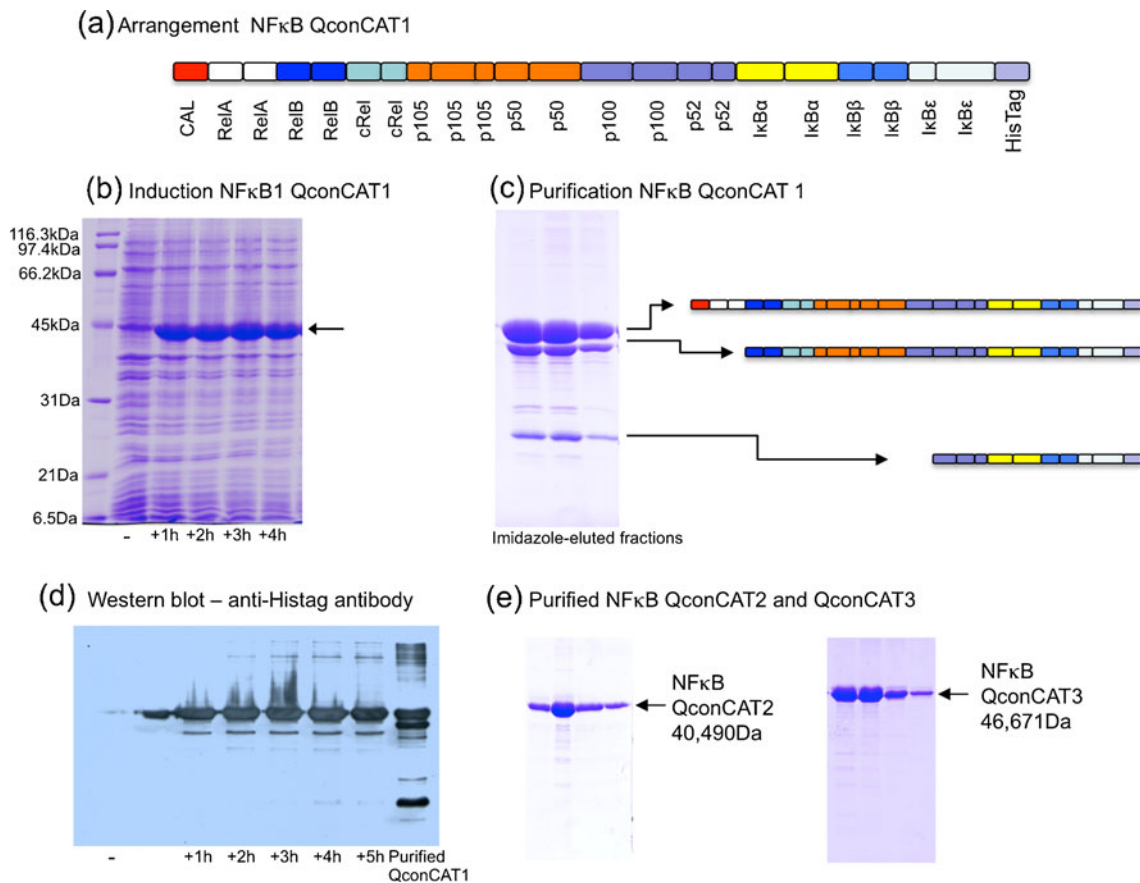 (a) Arrangement NFκB QconCAT1
CAL RelA RelA RelB RelB cRel cRel p105 p105 p105 p50 p50 p100 p100 p52 p52 IκBα IκBα IκBβ IκBβ IκBε IκBε HisTag
(b) Induction NFκB1 QconCAT1
116.3kDa
97.4kDa
66.2kDa
45kDa
31Da
21Da
6.5Da
- +1h +2h +3h +4h
(c) Purification NFκB QconCAT 1
Imidazole-eluted fractions
(d) Western blot – anti-Histag antibody
- +1h +2h +3h +4h +5h Purified
QconCAT1
(e) Purified NFκB QconCAT2 and QconCAT3
NFκB
QconCAT2
40,490Da
NFκB
QconCAT3
46,671Da